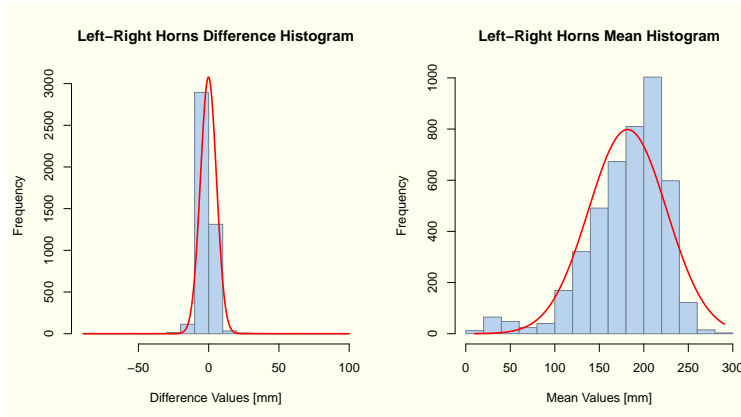 Left−Right Horns Difference Histogram
Frequency
0 500 1000 1500 2000 2500 3000
−50 0 50 100
Difference Values [mm]
Left−Right Horns Mean Histogram
Frequency
0 200 400 600 800 1000
0 50 100 150 200 250 300
Mean Values [mm]